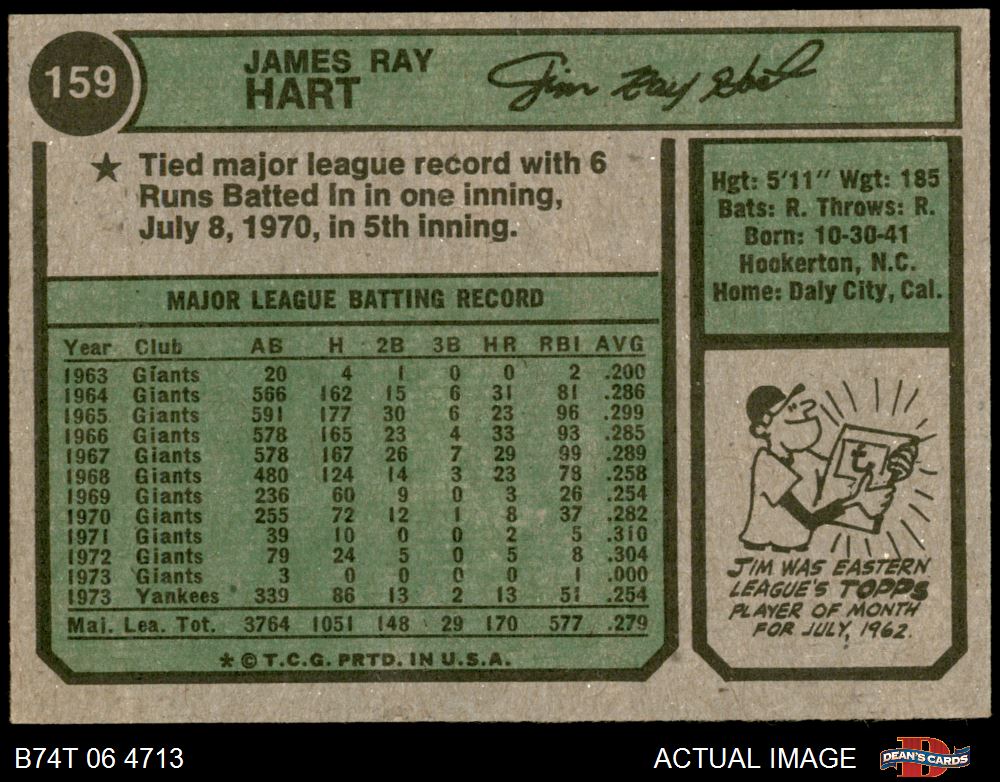 159
JAMES RAY
HART
Jim Ray Hart
★ Tied major league record with 6
Runs Batted In in one inning,
July 8, 1970, in 5th inning.
Hgt: 5'11" Wgt: 185
Bats: R. Throws: R.
Born: 10-30-41
Hookerton, N.C.
Home: Daly City, Cal.
MAJOR LEAGUE BATTING RECORD
Year Club AB H 2B 3B HR RBI AVG
1963 Giants 20 4 1 0 0 2 .200
1964 Giants 566 162 15 6 31 81 .286
1965 Giants 591 177 30 6 23 96 .299
1966 Giants 578 165 23 4 33 93 .285
1967 Giants 578 167 26 7 29 99 .289
1968 Giants 480 124 14 3 23 78 .258
1969 Giants 236 60 9 0 3 26 .254
1970 Giants 255 72 12 1 8 37 .282
1971 Giants 39 10 0 0 2 5 .310
1972 Giants 79 24 5 0 5 8 .304
1973 Giants 3 0 0 0 0 1 .000
1973 Yankees 339 86 13 2 13 51 .254
Maj. Lea. Tot. 3764 1051 148 29 170 577 .279
* © T.C.G. PRTD. IN U.S.A.
t
JIM WAS EASTERN
LEAGUE'S TOPPS
PLAYER OF MONTH
FOR JULY, 1962.
B74T 06 4713
ACTUAL IMAGE
DEAN'S CARDS